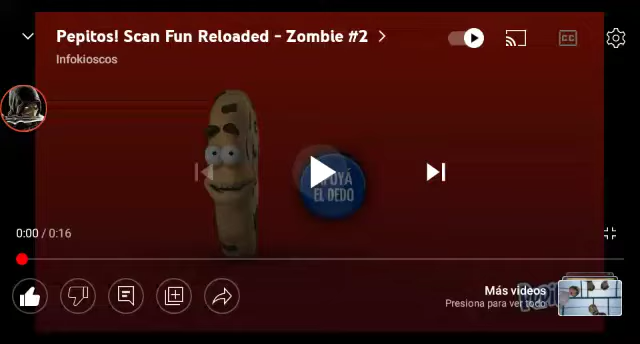 Pepitos! Scan Fun Reloaded - Zombie #2
Infokioscos
CC
APOYÁ
EL DEDO
0:00 / 0:16
Más videos
Presiona para ver todo